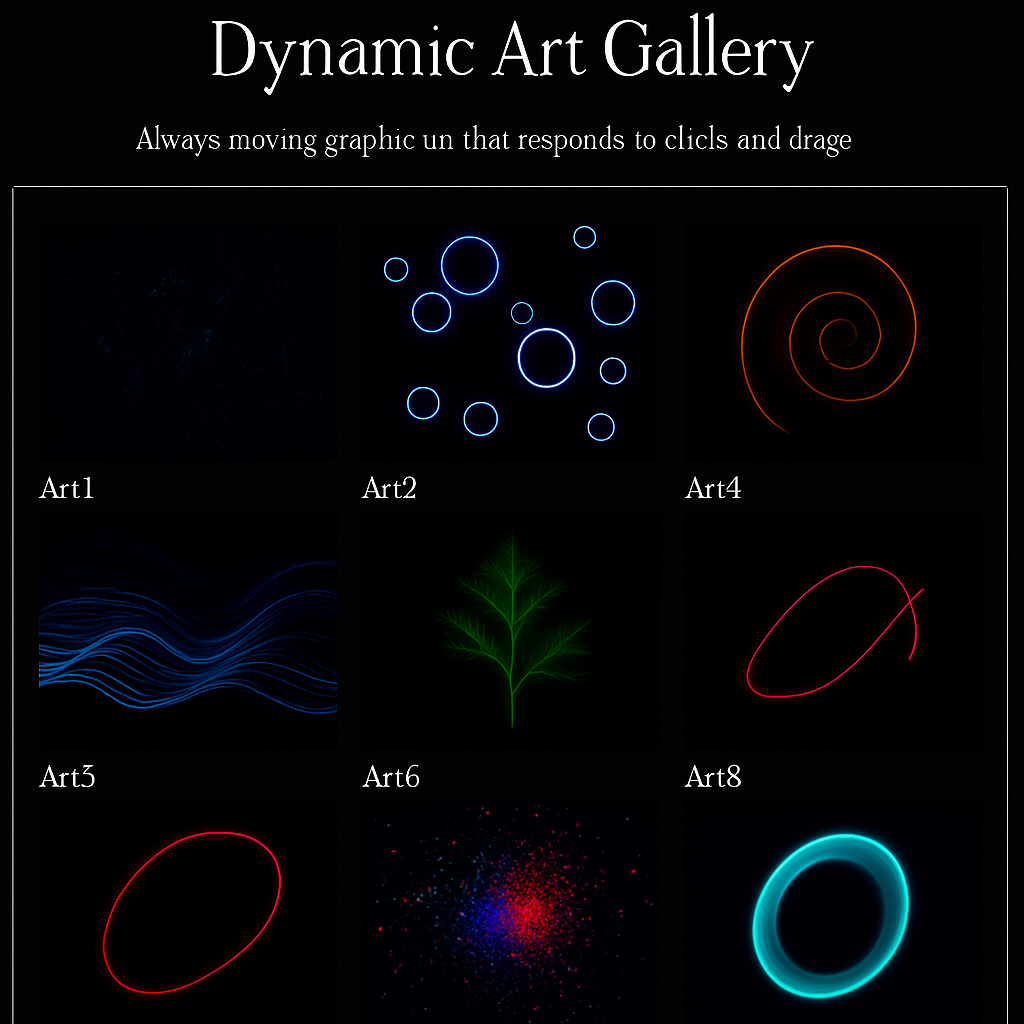 Dynamic Art Gallery
Always moving graphic un that responds to clicls and drage
Art1
Art2
Art4
Art3
Art6
Art8